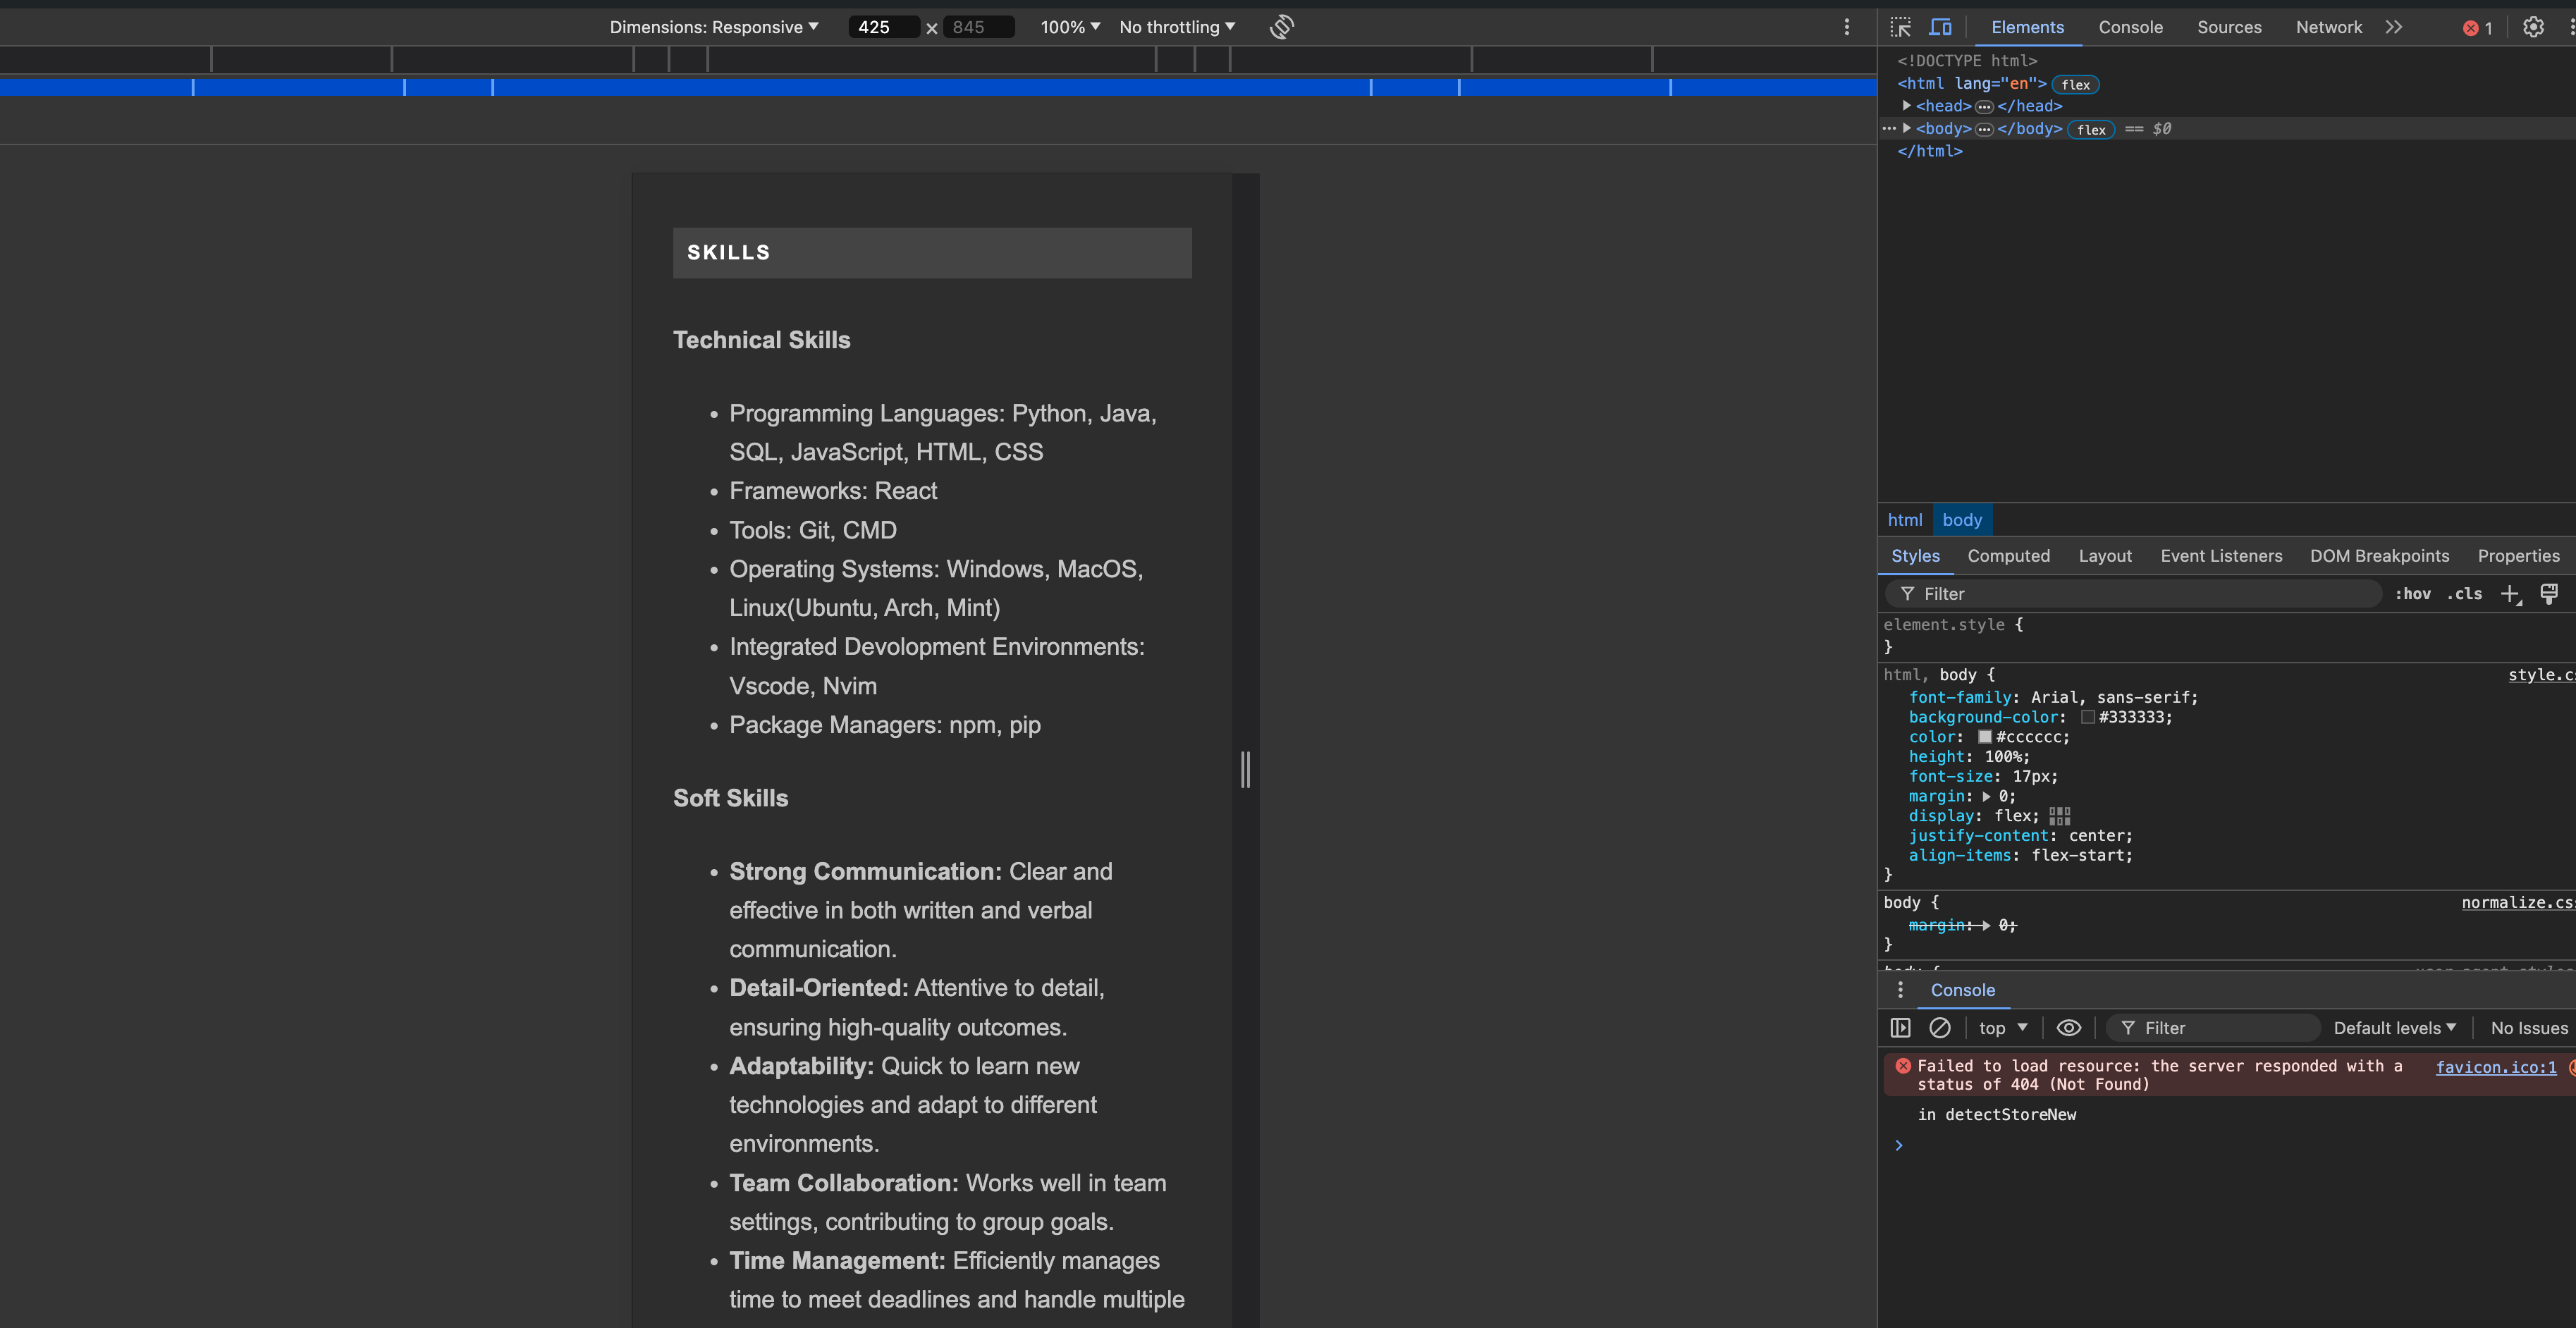 Dimensions: Responsive 425 x 845 100% No throttling
Elements Console Sources Network 1
<!DOCTYPE html>
<html lang="en"> flex
<head> ••• </head>
••• <body> ••• </body> flex == $0
</html>
SKILLS
Technical Skills
• Programming Languages: Python, Java,
SQL, JavaScript, HTML, CSS
• Frameworks: React
• Tools: Git, CMD
• Operating Systems: Windows, MacOS,
Linux(Ubuntu, Arch, Mint)
• Integrated Devolopment Environments:
Vscode, Nvim
• Package Managers: npm, pip
Soft Skills
• Strong Communication: Clear and
effective in both written and verbal
communication.
• Detail-Oriented: Attentive to detail,
ensuring high-quality outcomes.
• Adaptability: Quick to learn new
technologies and adapt to different
environments.
• Team Collaboration: Works well in team
settings, contributing to group goals.
• Time Management: Efficiently manages
time to meet deadlines and handle multiple
html body
Styles Computed Layout Event Listeners DOM Breakpoints Properties
Filter :hov .cls
element.style {
}
html, body { style.cs
font-family: Arial, sans-serif;
background-color: #333333;
color: #cccccc;
height: 100%;
font-size: 17px;
margin: 0;
display: flex;
justify-content: center;
align-items: flex-start;
}
body { normalize.cs
margin: 0;
}
Console
top Filter Default levels No Issues
Failed to load resource: the server responded with a favicon.ico:1
status of 404 (Not Found)
in detectStoreNew
>